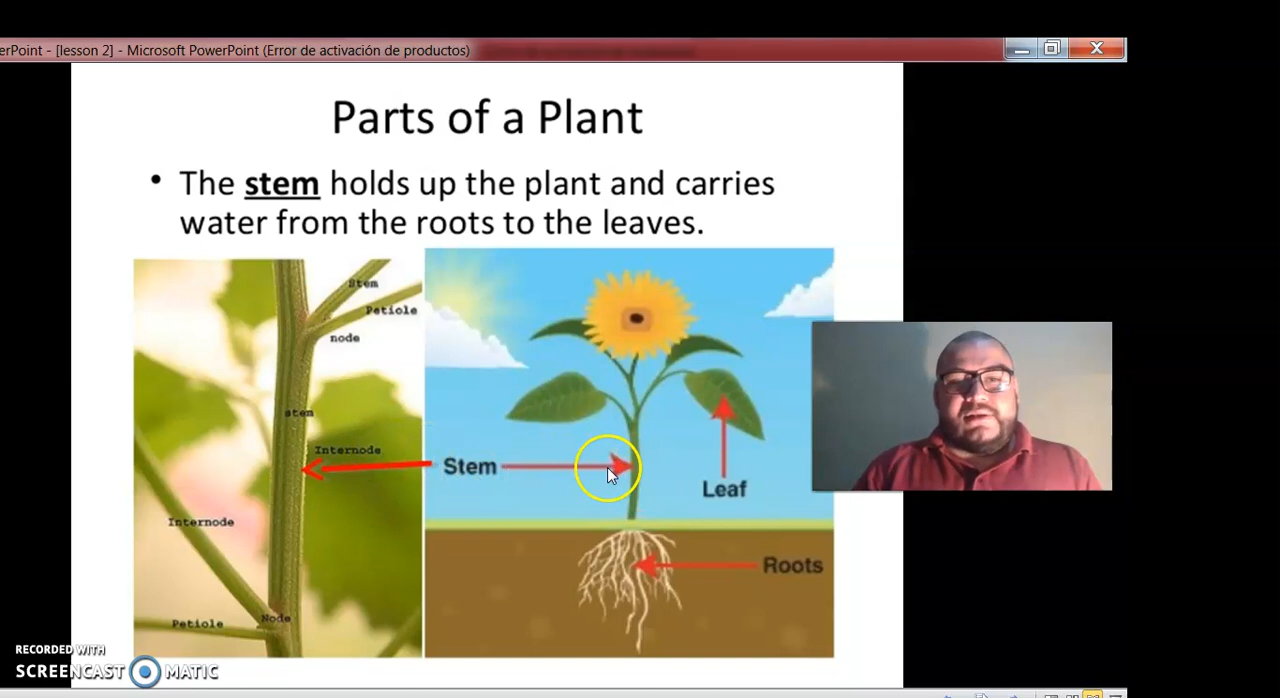 erPoint - [lesson 2] - Microsoft PowerPoint (Error de activación de productos)
Parts of a Plant
• The stem holds up the plant and carries
water from the roots to the leaves.
Stem
Petiole
node
stem
Internode
Internode
Petiole
Node
Stem
Leaf
Roots
RECORDED WITH
SCREENCAST MATIC